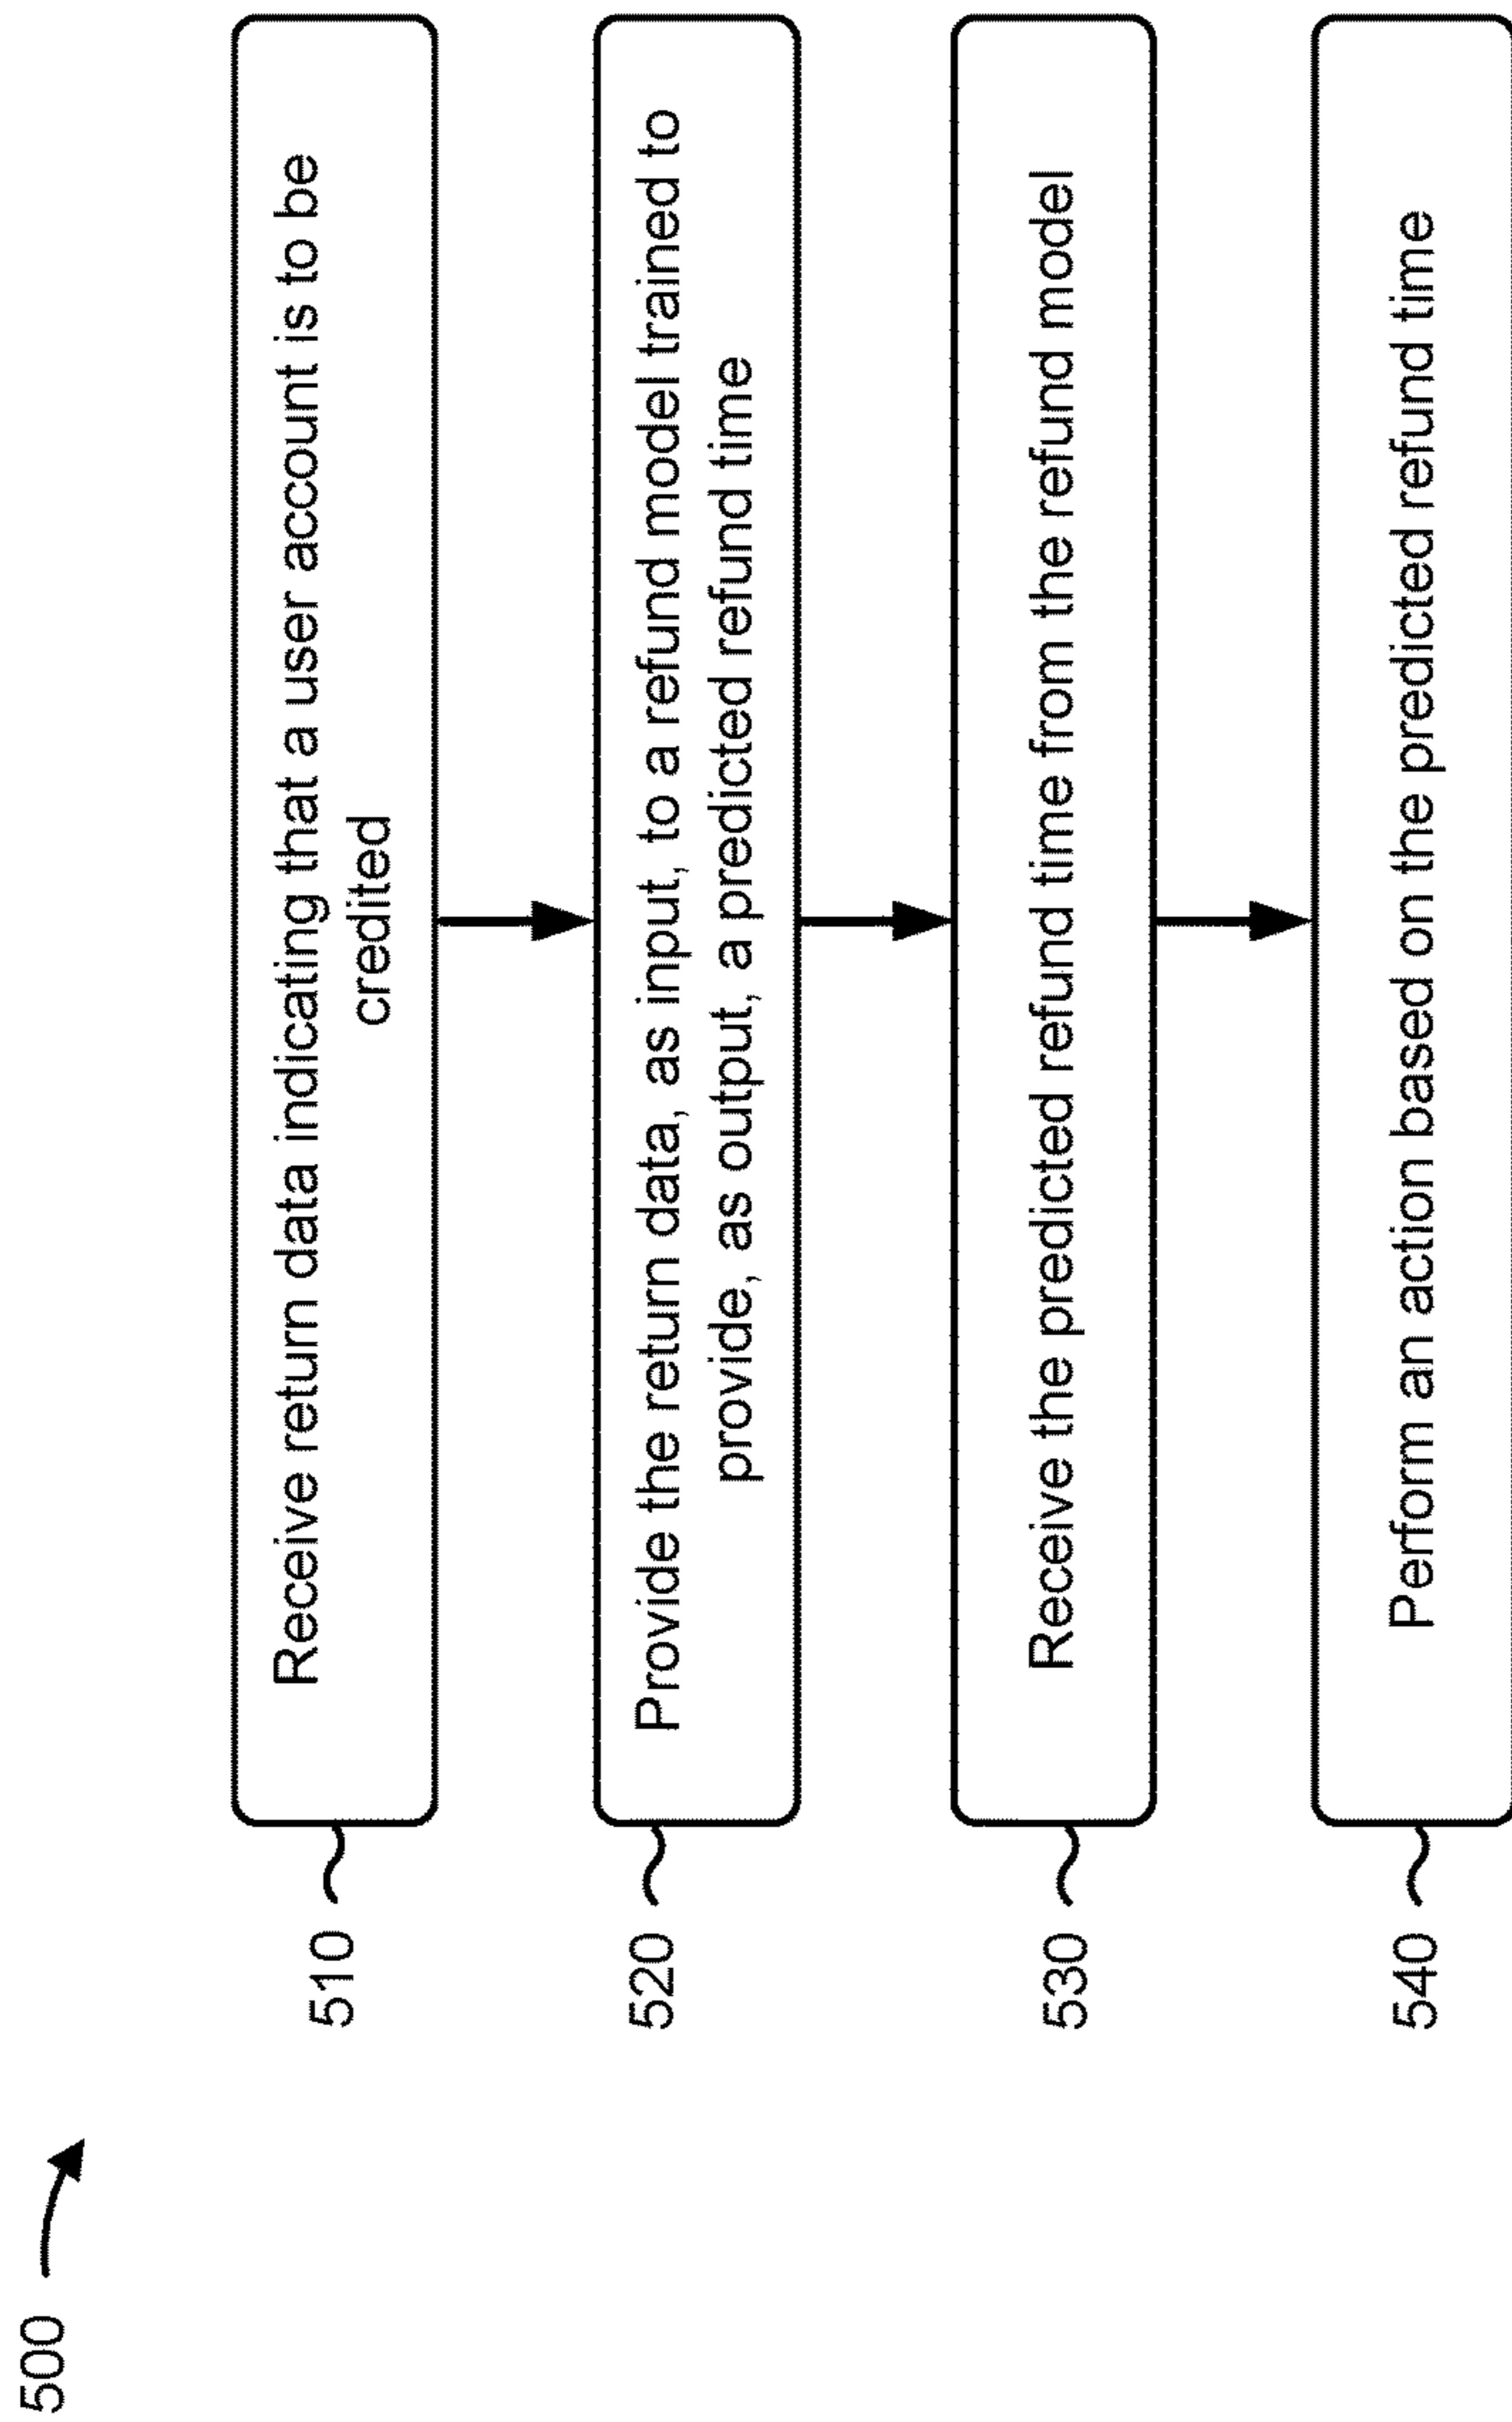 500
510
Receive return data indicating that a user account is to be
credited
520
Provide the return data, as input, to a refund model trained to
provide, as output, a predicted refund time
530
Receive the predicted refund time from the refund model
540
Perform an action based on the predicted refund time